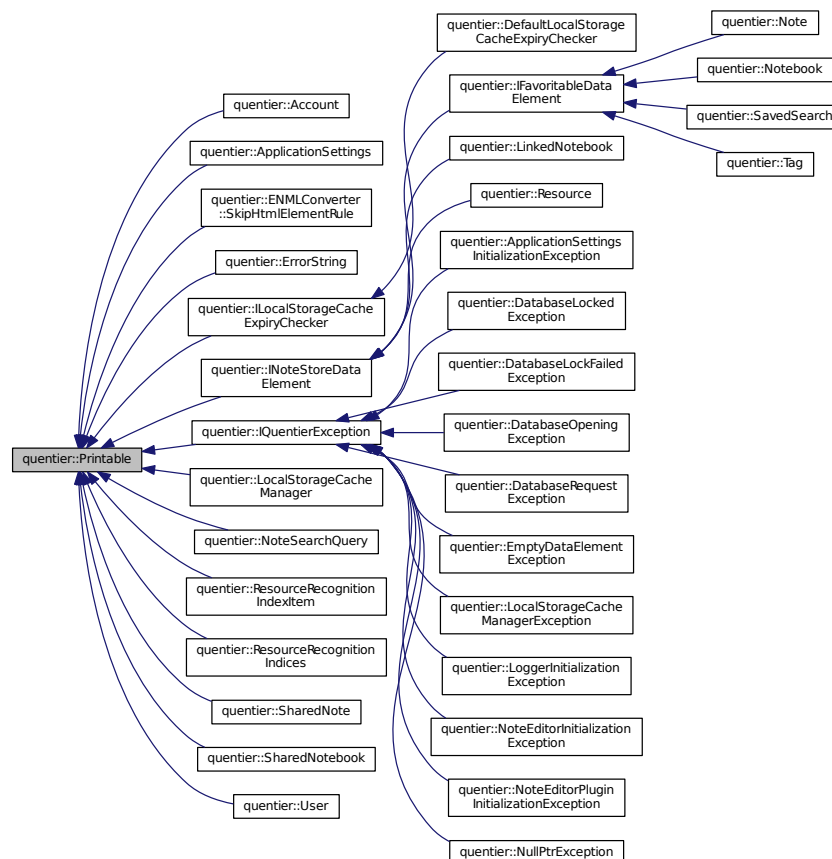 quentier::Printable
quentier::Account
quentier::ApplicationSettings
quentier::ENMLConverter
::SkipHtmlElementRule
quentier::ErrorString
quentier::ILocalStorageCache
ExpiryChecker
quentier::INoteStoreData
Element
quentier::IQuentierException
quentier::LocalStorageCache
Manager
quentier::NoteSearchQuery
quentier::ResourceRecognition
IndexItem
quentier::ResourceRecognition
Indices
quentier::SharedNote
quentier::SharedNotebook
quentier::User
quentier::DefaultLocalStorage
CacheExpiryChecker
quentier::IFavoritableData
Element
quentier::LinkedNotebook
quentier::Resource
quentier::ApplicationSettings
InitializationException
quentier::DatabaseLocked
Exception
quentier::DatabaseLockFailed
Exception
quentier::DatabaseOpening
Exception
quentier::DatabaseRequest
Exception
quentier::EmptyDataElement
Exception
quentier::LocalStorageCache
ManagerException
quentier::LoggerInitialization
Exception
quentier::NoteEditorInitialization
Exception
quentier::NoteEditorPlugin
InitializationException
quentier::NullPtrException
quentier::Note
quentier::Notebook
quentier::SavedSearch
quentier::Tag